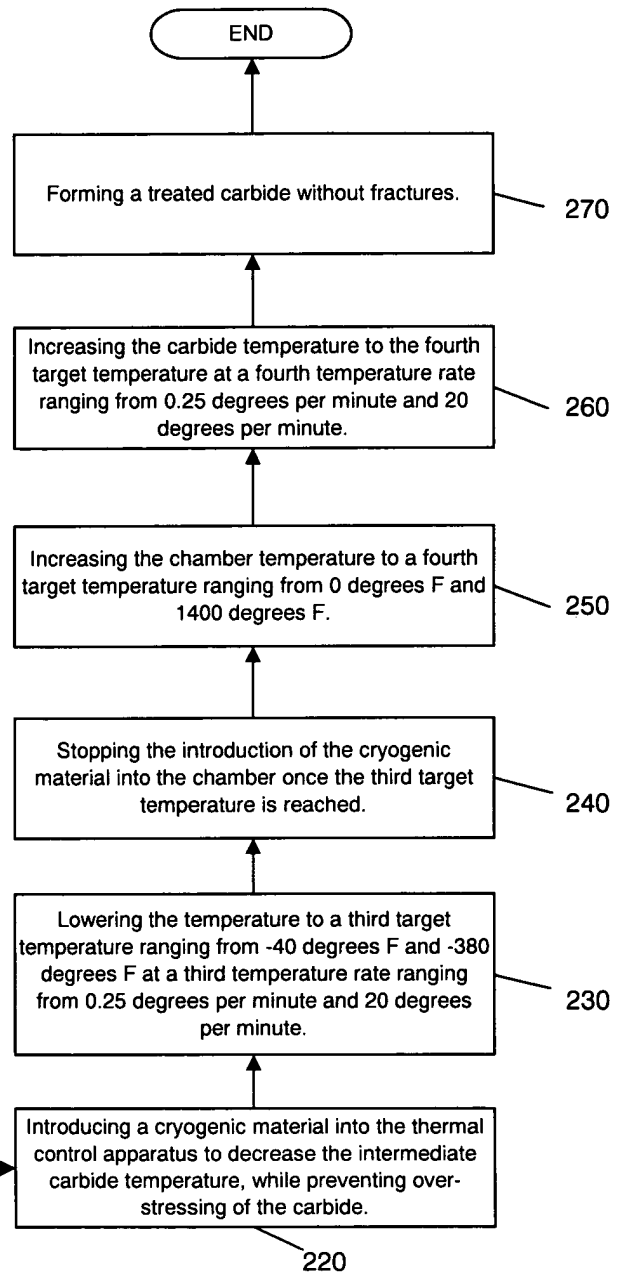 END
Forming a treated carbide without fractures.
270
Increasing the carbide temperature to the fourth
target temperature at a fourth temperature rate
ranging from 0.25 degrees per minute and 20
degrees per minute.
260
Increasing the chamber temperature to a fourth
target temperature ranging from 0 degrees F and
1400 degrees F.
250
Stopping the introduction of the cryogenic
material into the chamber once the third target
temperature is reached.
240
Lowering the temperature to a third target
temperature ranging from -40 degrees F and -380
degrees F at a third temperature rate ranging
from 0.25 degrees per minute and 20 degrees
per minute.
230
Introducing a cryogenic material into the thermal
control apparatus to decrease the intermediate
carbide temperature, while preventing over-
stressing of the carbide.
220